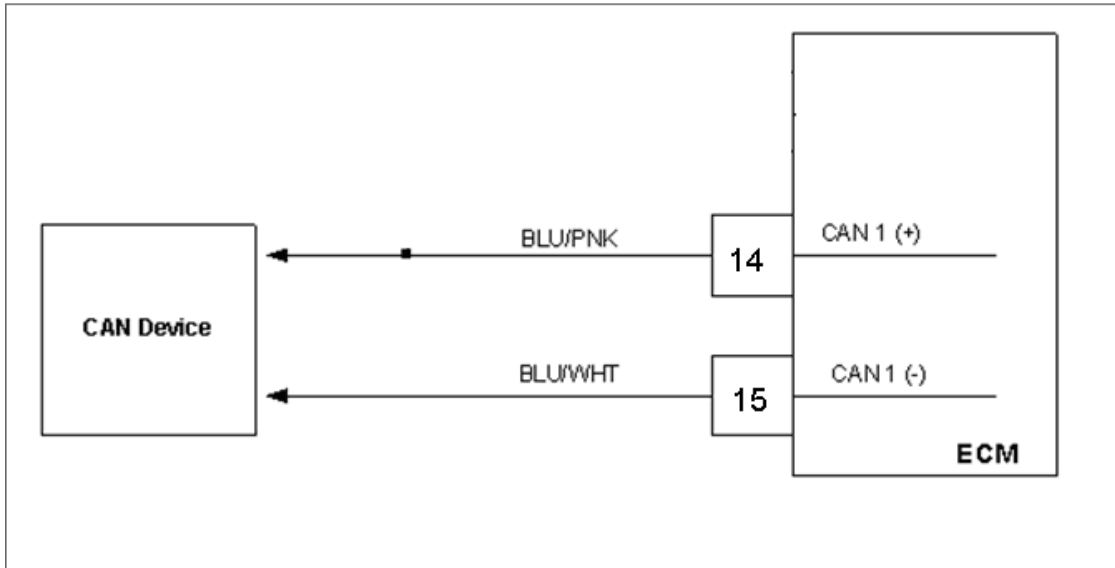 BLU/PNK
14
CAN 1 (+)
CAN Device
BLU/WHT
15
CAN 1 (-)
ECM